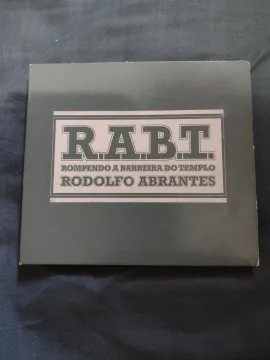 R.A.B.T.
ROMPENDO A BARREIRA DO TEMPLO
RODOLFO ABRANTES